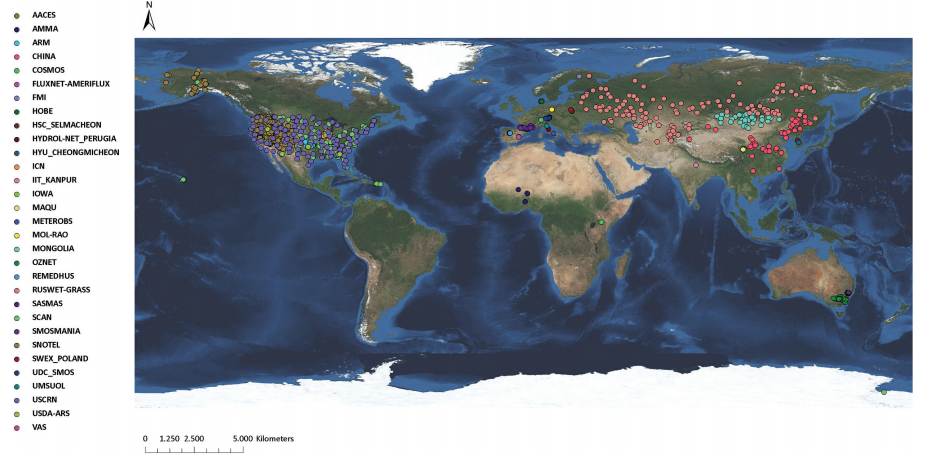 N
AACES
AMMA
ARM
CHINA
COSMOS
FLUXNET-AMERIFLUX
FMI
HOBE
HSC_SELMACHEON
HYDROL-NET_PERUGIA
HYU_CHEONGMICHEON
ICN
IIT_KANPUR
IOWA
MAQU
METEROBS
MOL-RAO
MONGOLIA
OZNET
REMEDHUS
RUSWET-GRASS
SASMAS
SCAN
SMOSMANIA
SNOTEL
SWEX_POLAND
UDC_SMOS
UMSUOL
USCRN
USDA-ARS
VAS
0 1.250 2.500 5.000 Kilometers